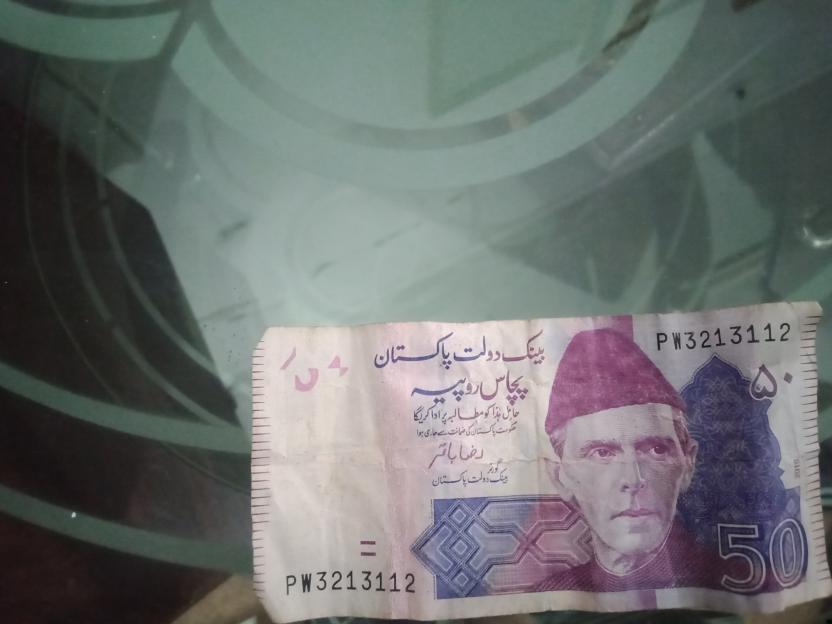 بینک دولت پاکستان
PW3213112
پچاس روپیہ
۵۰
حامل ہٰذا کو مطالبہ پر ادا کریگا
حکومت پاکستان کی ضمانت سے جاری ہوا
رضا باقر
گورنر
بینک دولت پاکستان
50
PW3213112